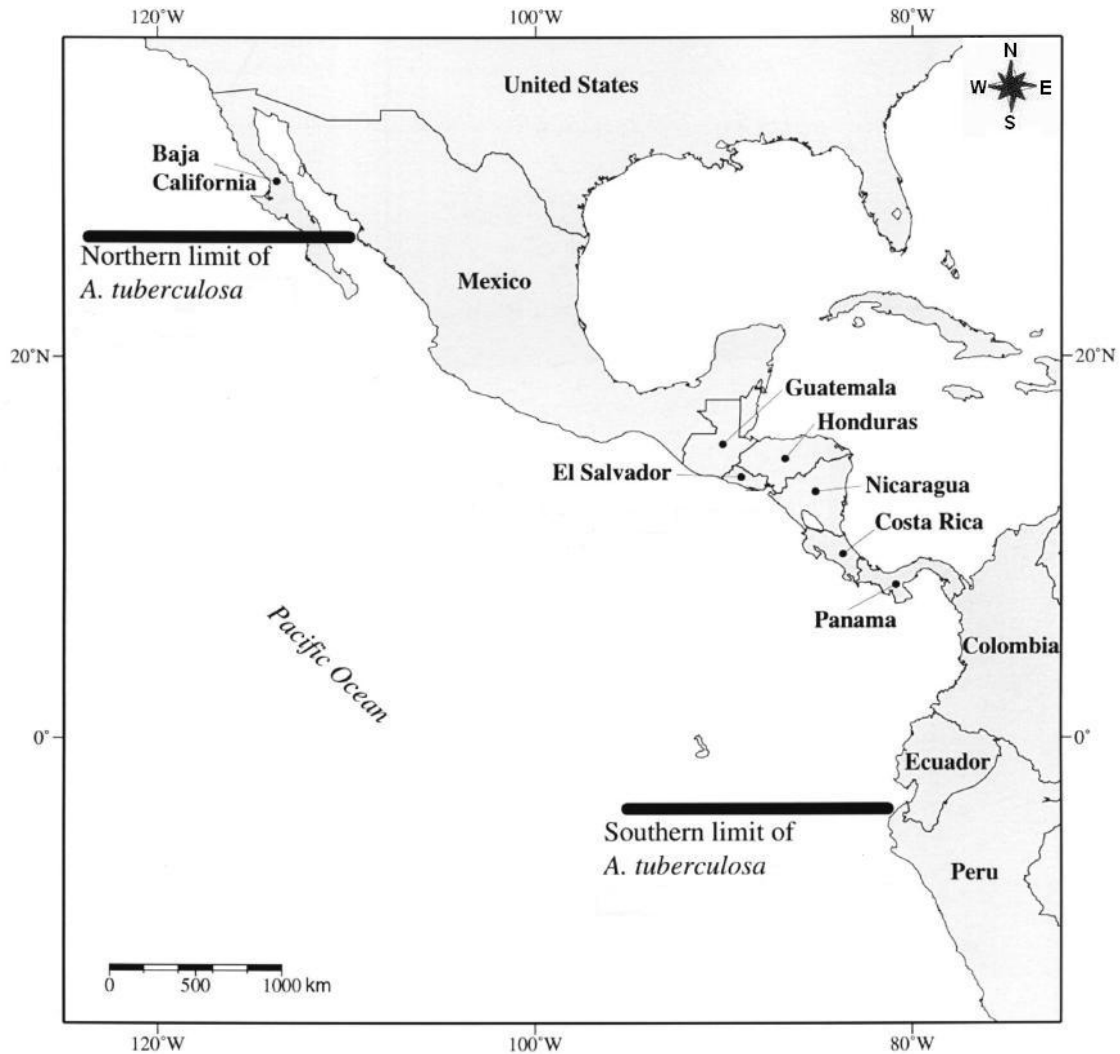 120°W
100°W
80°W
N
W
E
S
United States
Baja
California
Northern limit of
A. tuberculosa
Mexico
20°N
20°N
Guatemala
Honduras
El Salvador
Nicaragua
Costa Rica
Panama
Colombia
Pacific Ocean
0°
0°
Ecuador
Southern limit of
A. tuberculosa
Peru
0
500
1000 km
120°W
100°W
80°W